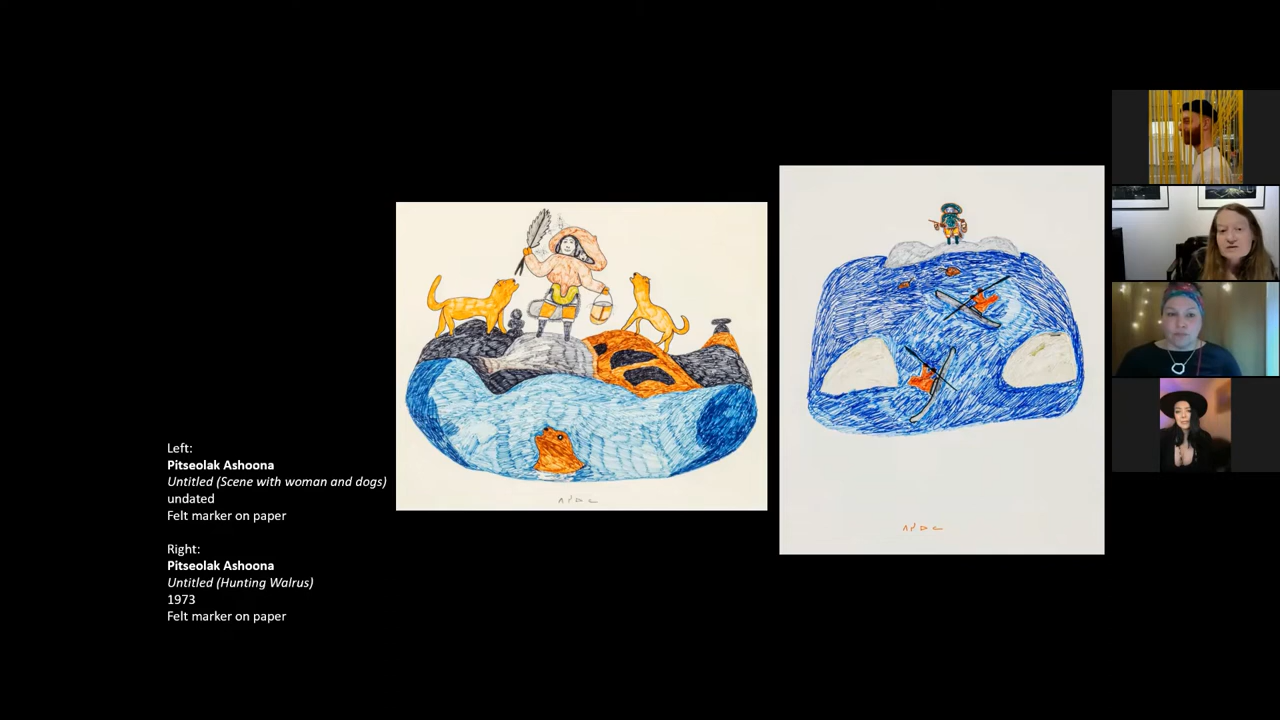 Left:
Pitseolak Ashoona
Untitled (Scene with woman and dogs)
undated
Felt marker on paper
Right:
Pitseolak Ashoona
Untitled (Hunting Walrus)
1973
Felt marker on paper